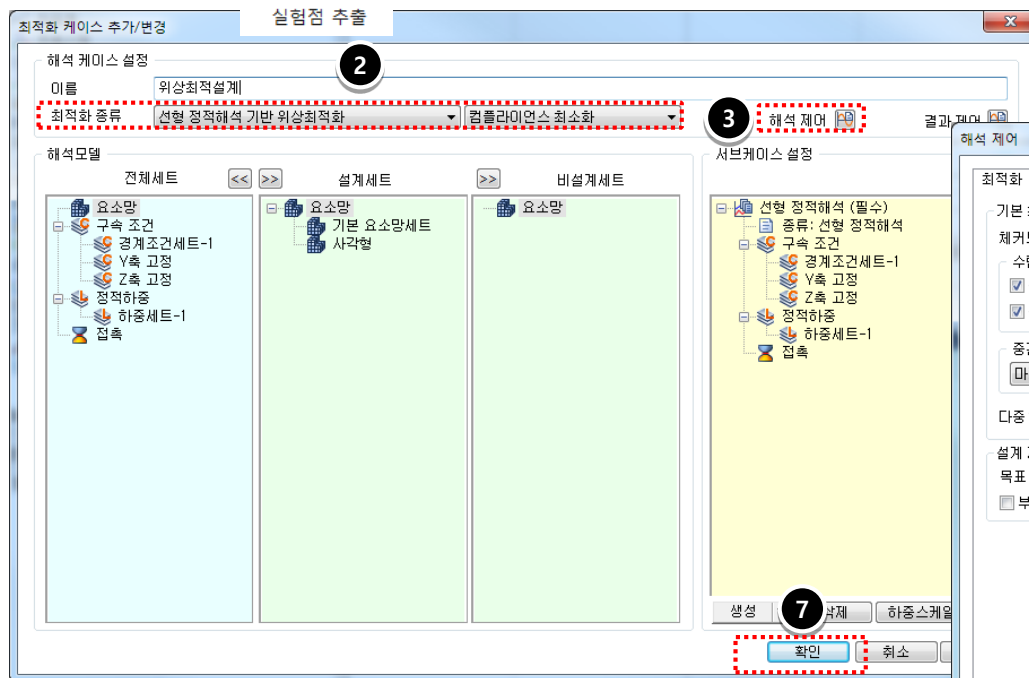 실험점 추출
최적화 케이스 추가/변경
해석 케이스 설정
2
이름 위상최적설계
최적화 종류 선형 정적해석 기반 위상최적화 컴플라이언스 최소화 3 해석 제어 결과 제어
해석모델
전체세트 << >> 설계세트 >> 비설계세트
요소망
구속 조건
경계조건세트-1
Y축 고정
Z축 고정
정적하중
하중세트-1
접촉
요소망
기본 요소망세트
사각형
요소망
서브케이스 설정
선형 정적해석 (필수)
종류: 선형 정적해석
구속 조건
경계조건세트-1
Y축 고정
Z축 고정
정적하중
하중세트-1
접촉
생성 7 삭제 하중스케일
확인 취소
해석 제어
최적화
기본
체커
수렴
중간
다중
설계
목표
부